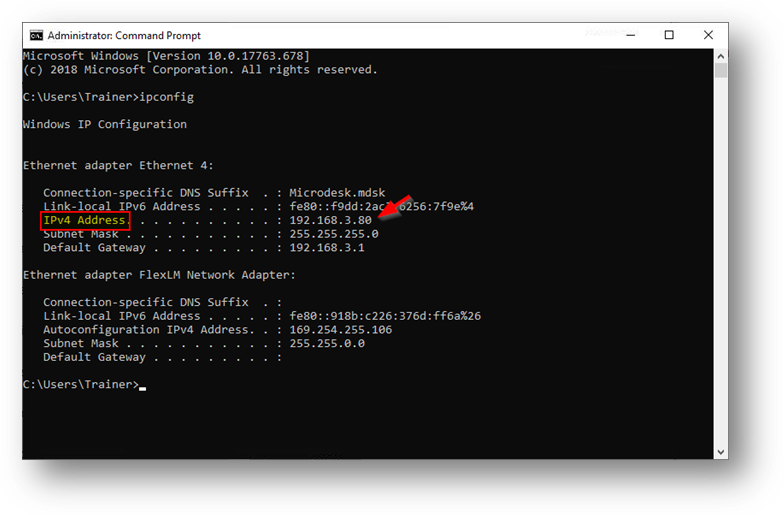 Administrator: Command Prompt
Microsoft Windows [Version 10.0.17763.678]
(c) 2018 Microsoft Corporation. All rights reserved.
C:\Users\Trainer>ipconfig
Windows IP Configuration
Ethernet adapter Ethernet 4:
Connection-specific DNS Suffix  . : Microdesk.mdsk
Link-local IPv6 Address . . . . . : 6256:7f9e%4
IPv4 Address. . . . . . . . . . . : 192.168.3.80
Subnet Mask . . . . . . . . . . . : 255.255.255.0
Default Gateway . . . . . . . . . : 192.168.3.1
Ethernet adapter FlexLM Network Adapter:
Connection-specific DNS Suffix  . :
Link-local IPv6 Address . . . . . : fe80::918b:c226:376d:ff6a%26
Autoconfiguration IPv4 Address. . : 169.254.255.106
Subnet Mask . . . . . . . . . . . : 255.255.0.0
Default Gateway . . . . . . . . . :
C:\Users\Trainer>